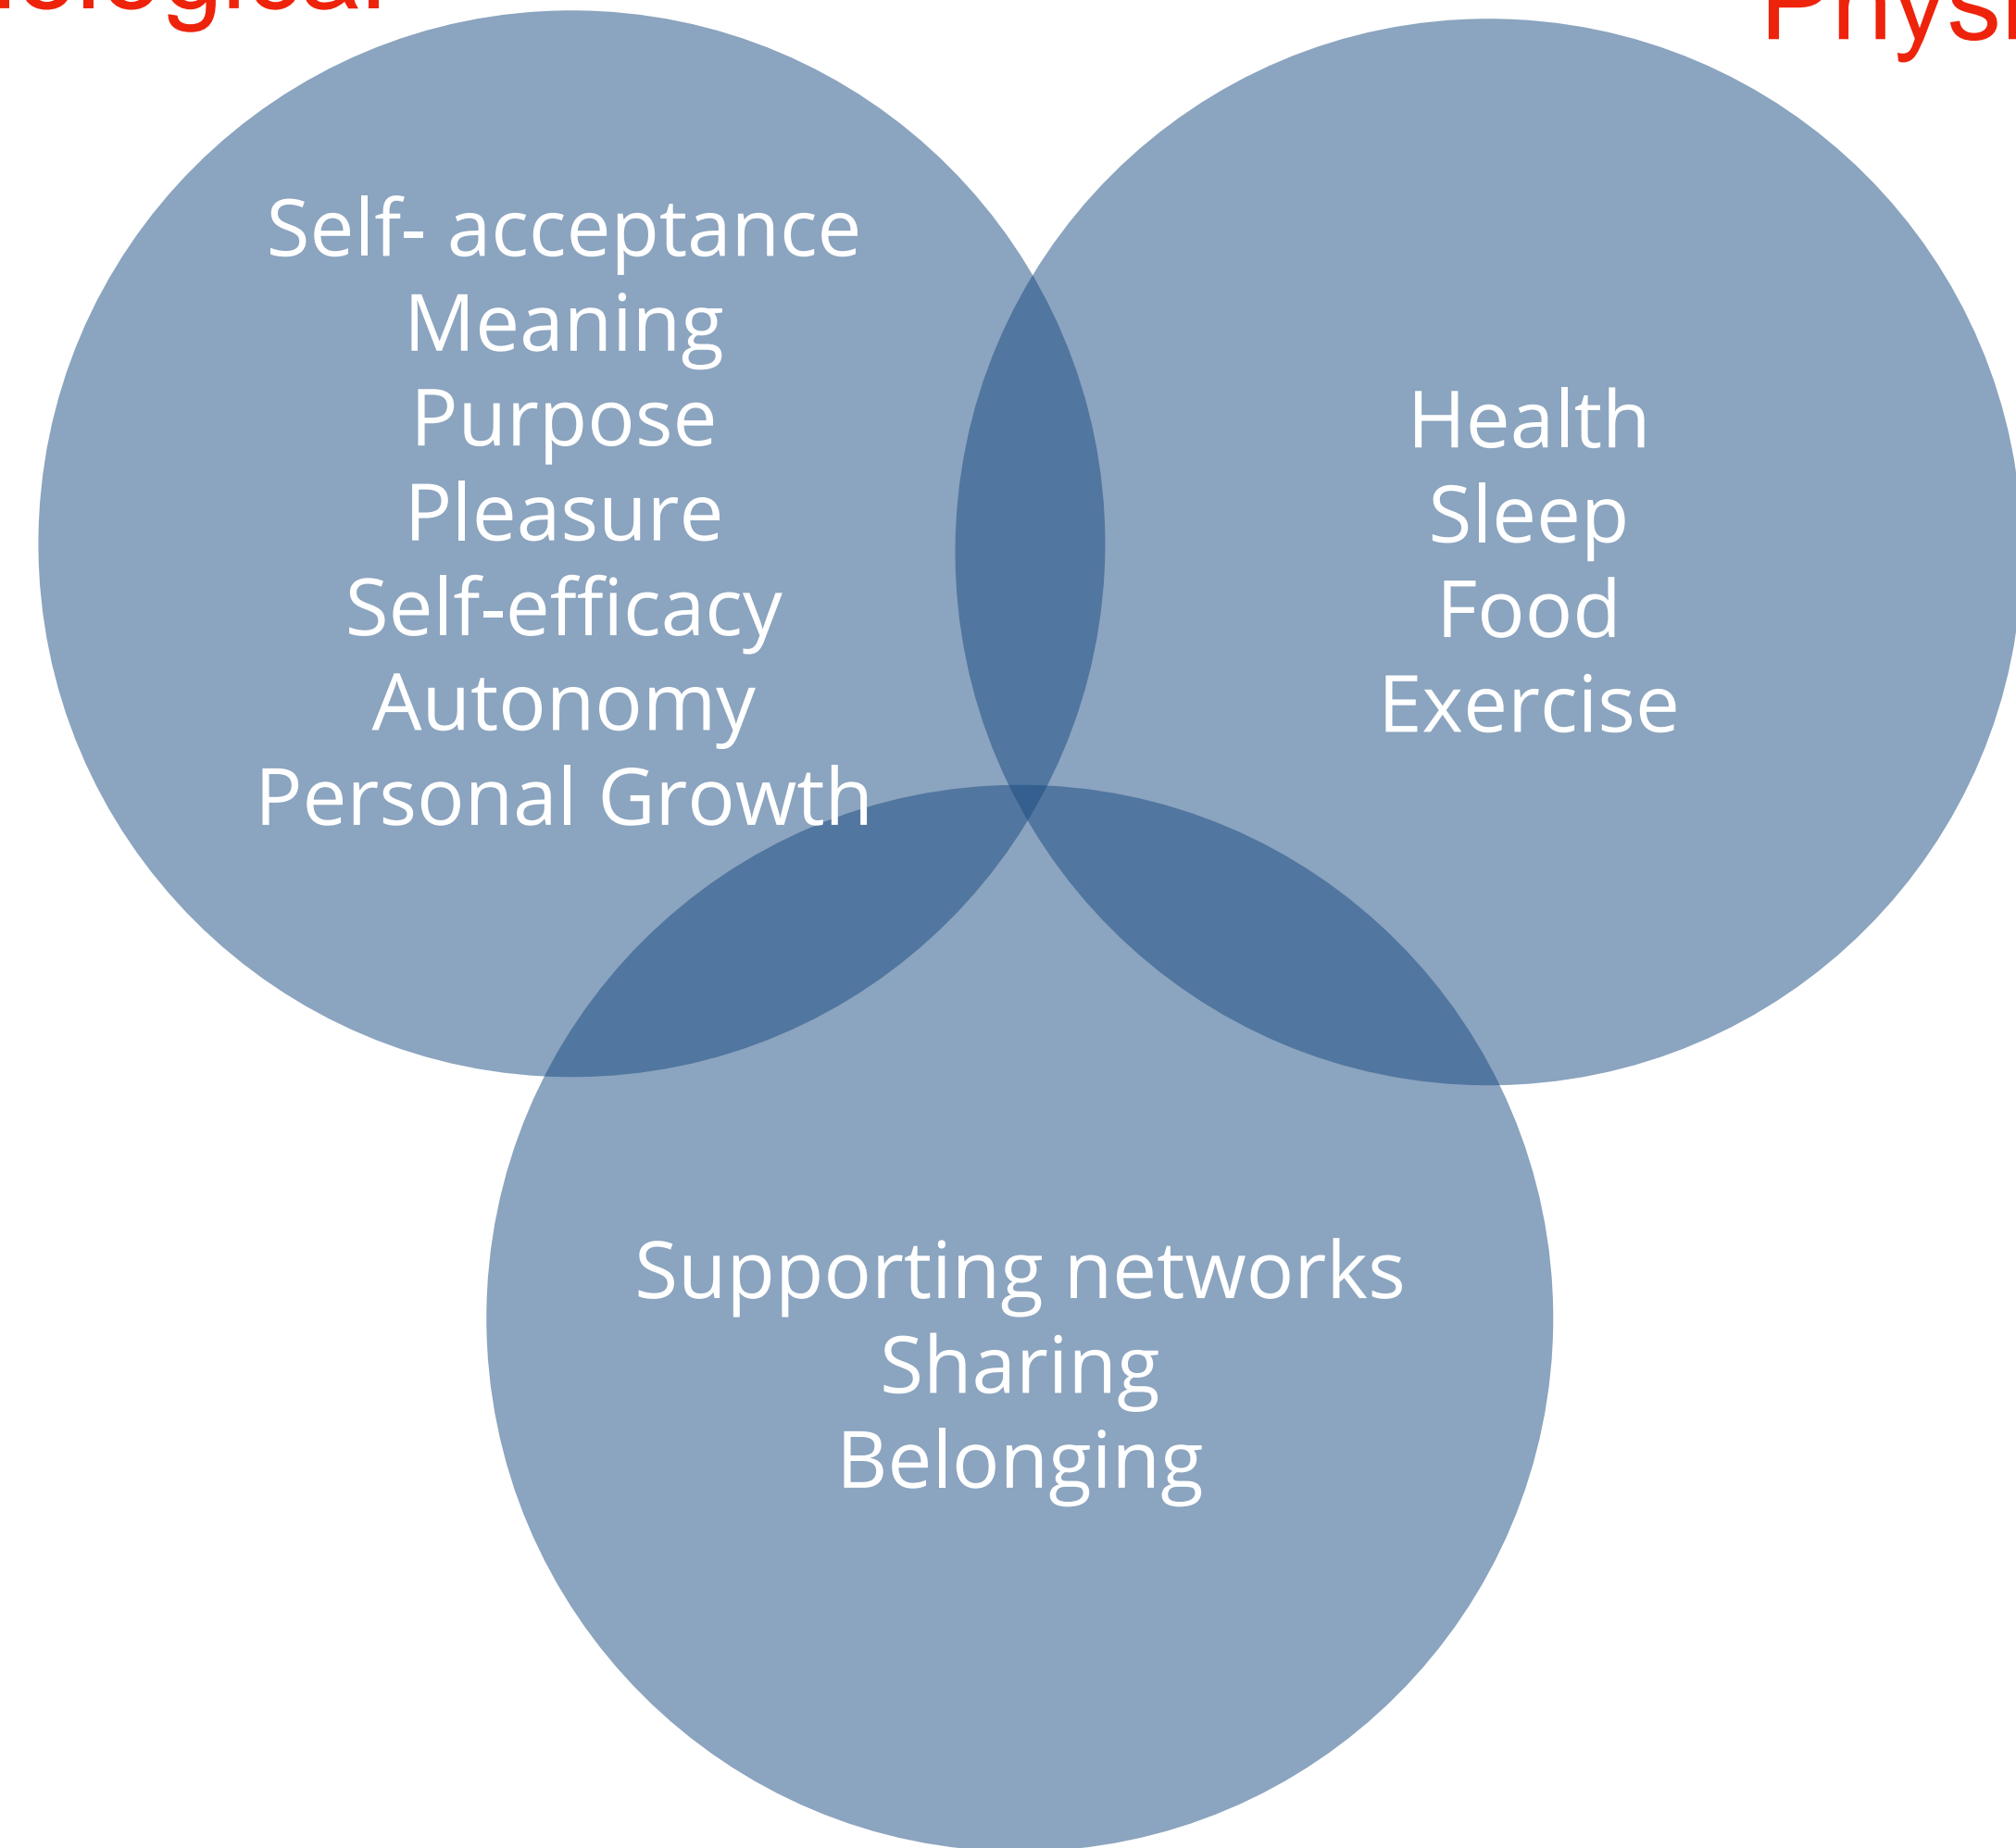 Self- acceptance
Meaning
Purpose
Pleasure
Self-efficacy
Autonomy
Personal Growth
Health
Sleep
Food
Exercise
Supporting networks
Sharing
Belonging